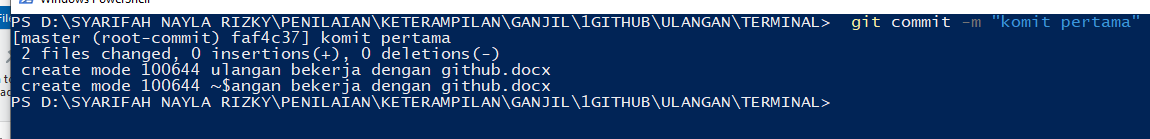 Windows PowerShell
PS D:\SYARIFAH NAYLA RIZKY\PENILAIAN\KETERAMPILAN\GANJIL\1GITHUB\ULANGAN\TERMINAL>  git commit -m "komit pertama"
[master (root-commit) faf4c37] komit pertama
 2 files changed, 0 insertions(+), 0 deletions(-)
 create mode 100644 ulangan bekerja dengan github.docx
 create mode 100644 ~$angan bekerja dengan github.docx
PS D:\SYARIFAH NAYLA RIZKY\PENILAIAN\KETERAMPILAN\GANJIL\1GITHUB\ULANGAN\TERMINAL>